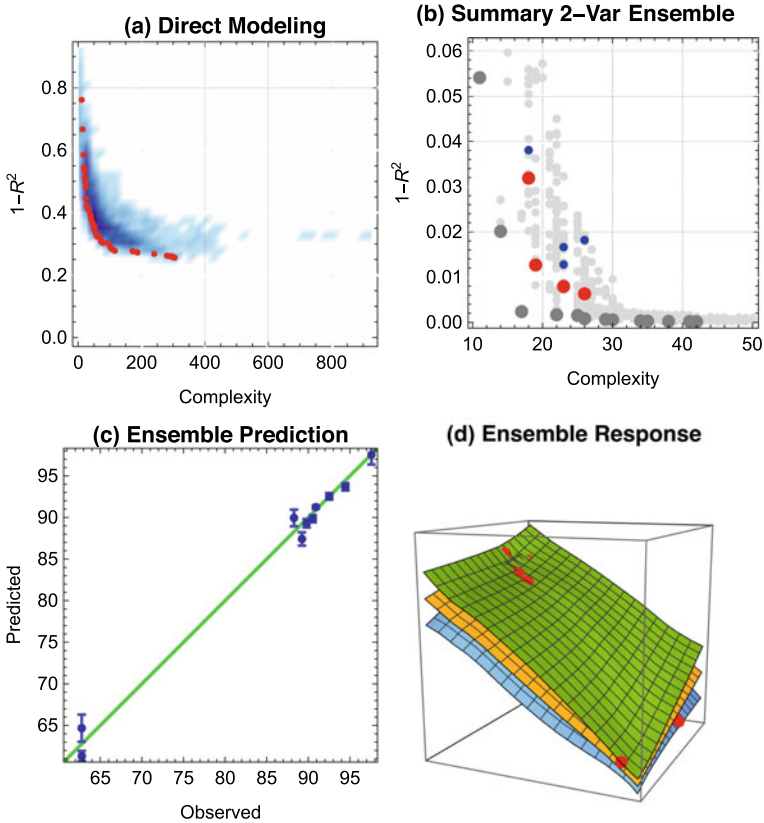 (a) Direct Modeling
1−R²
0.8
0.6
0.4
0.2
0.0
0 200 400 600 800
Complexity
(b) Summary 2−Var Ensemble
1−R²
0.06
0.05
0.04
0.03
0.02
0.01
0.00
10 20 30 40 50
Complexity
(c) Ensemble Prediction
Predicted
95
90
85
80
75
70
65
65 70 75 80 85 90 95
Observed
(d) Ensemble Response